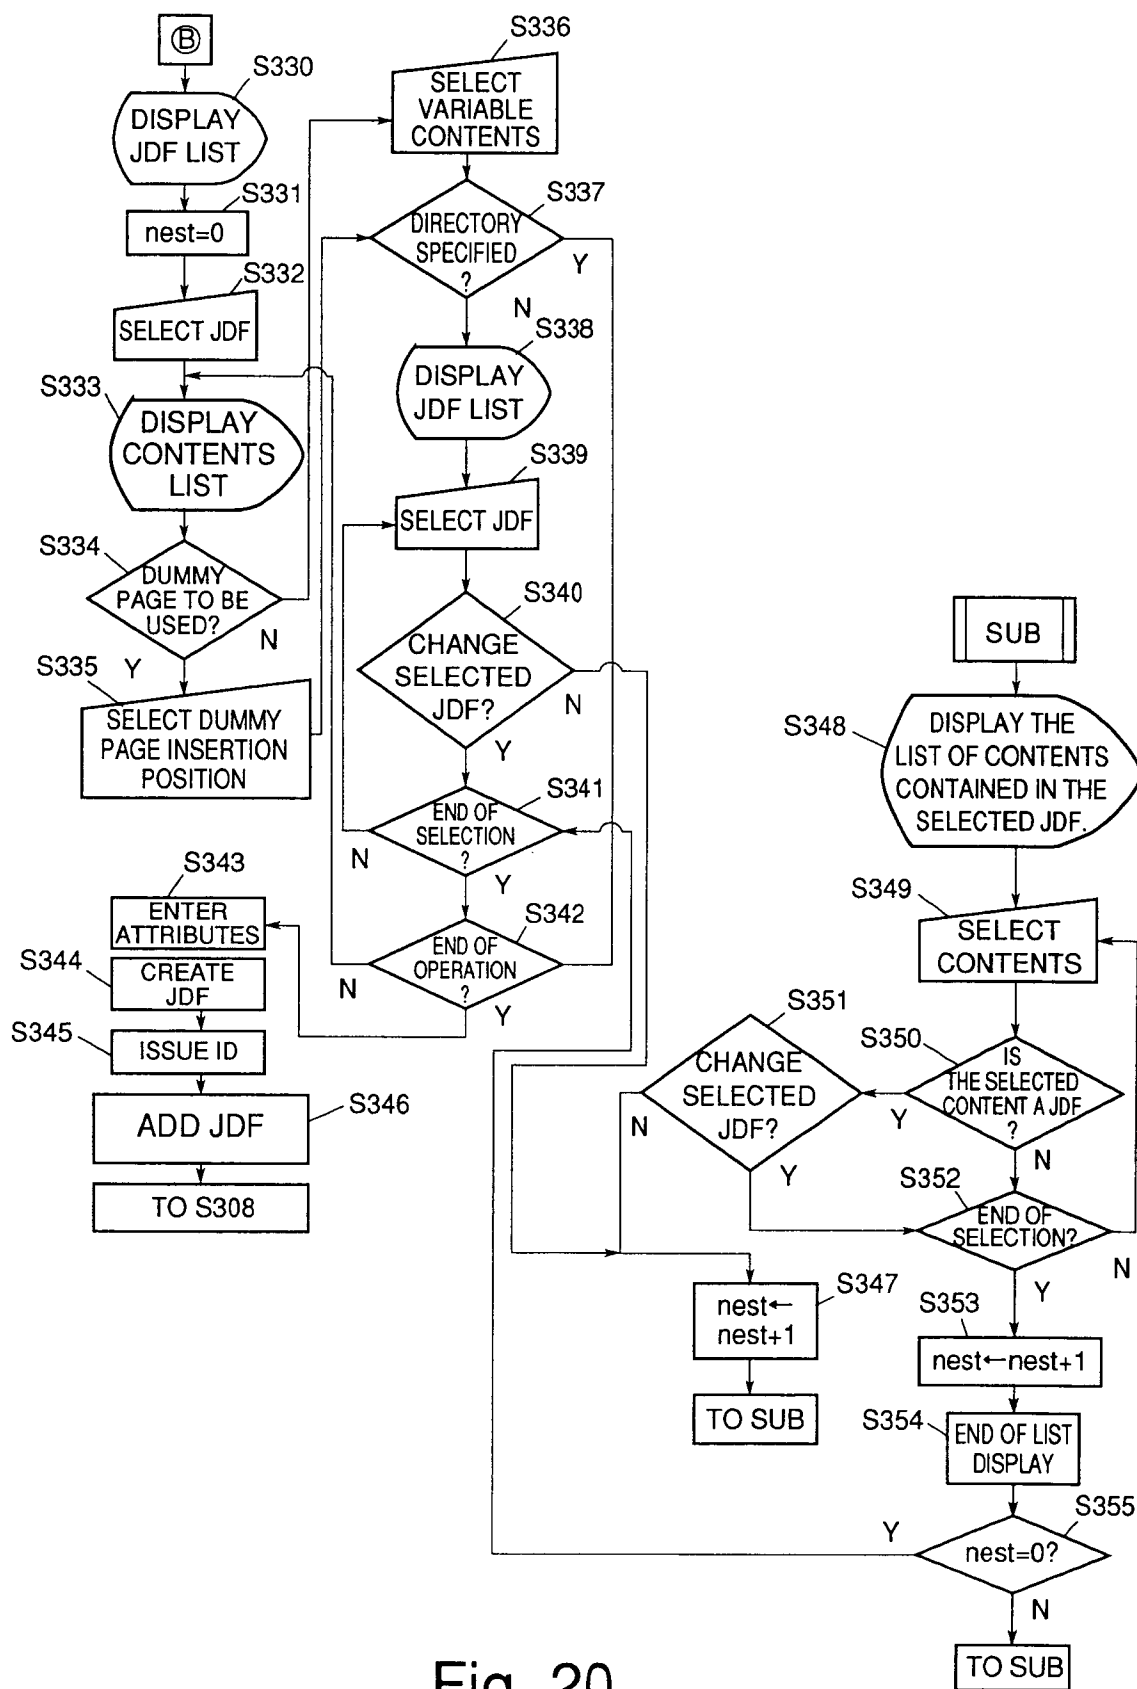 B
S330
DISPLAY
JDF LIST
S331
nest=0
S332
SELECT JDF
S333
DISPLAY
CONTENTS
LIST
S334
DUMMY
PAGE TO BE
USED?
N
Y
S335
SELECT DUMMY
PAGE INSERTION
POSITION
S336
SELECT
VARIABLE
CONTENTS
S337
DIRECTORY
SPECIFIED
?
Y
N
S338
DISPLAY
JDF LIST
S339
SELECT JDF
S340
CHANGE
SELECTED
JDF?
N
Y
S341
END OF
SELECTION
?
N
Y
S342
END OF
OPERATION
?
N
Y
S343
ENTER
ATTRIBUTES
S344
CREATE
JDF
S345
ISSUE ID
S346
ADD JDF
TO S308
SUB
S348
DISPLAY THE
LIST OF CONTENTS
CONTAINED IN THE
SELECTED JDF.
S349
SELECT
CONTENTS
S350
IS
THE SELECTED
CONTENT A JDF
?
Y
N
S351
CHANGE
SELECTED
JDF?
N
Y
S352
END OF
SELECTION?
N
Y
S347
nest←
nest+1
TO SUB
S353
nest←nest+1
S354
END OF LIST
DISPLAY
S355
nest=0?
Y
N
TO SUB
Fig. 20